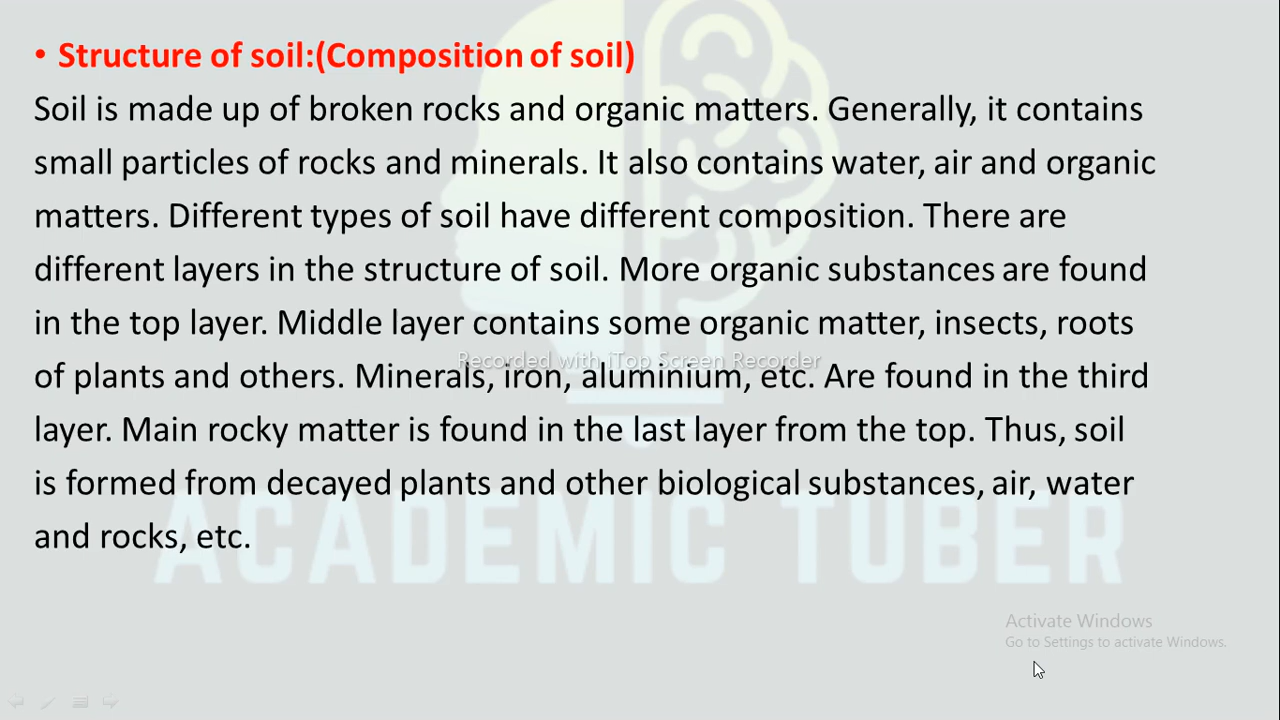 • Structure of soil:(Composition of soil)
Soil is made up of broken rocks and organic matters. Generally, it contains
small particles of rocks and minerals. It also contains water, air and organic
matters. Different types of soil have different composition. There are
different layers in the structure of soil. More organic substances are found
in the top layer. Middle layer contains some organic matter, insects, roots
Recorded with iTop Screen Recorder
of plants and others. Minerals, iron, aluminium, etc. Are found in the third
layer. Main rocky matter is found in the last layer from the top. Thus, soil
is formed from decayed plants and other biological substances, air, water
and rocks, etc.
ACADEMIC TUBER
Activate Windows
Go to Settings to activate Windows.